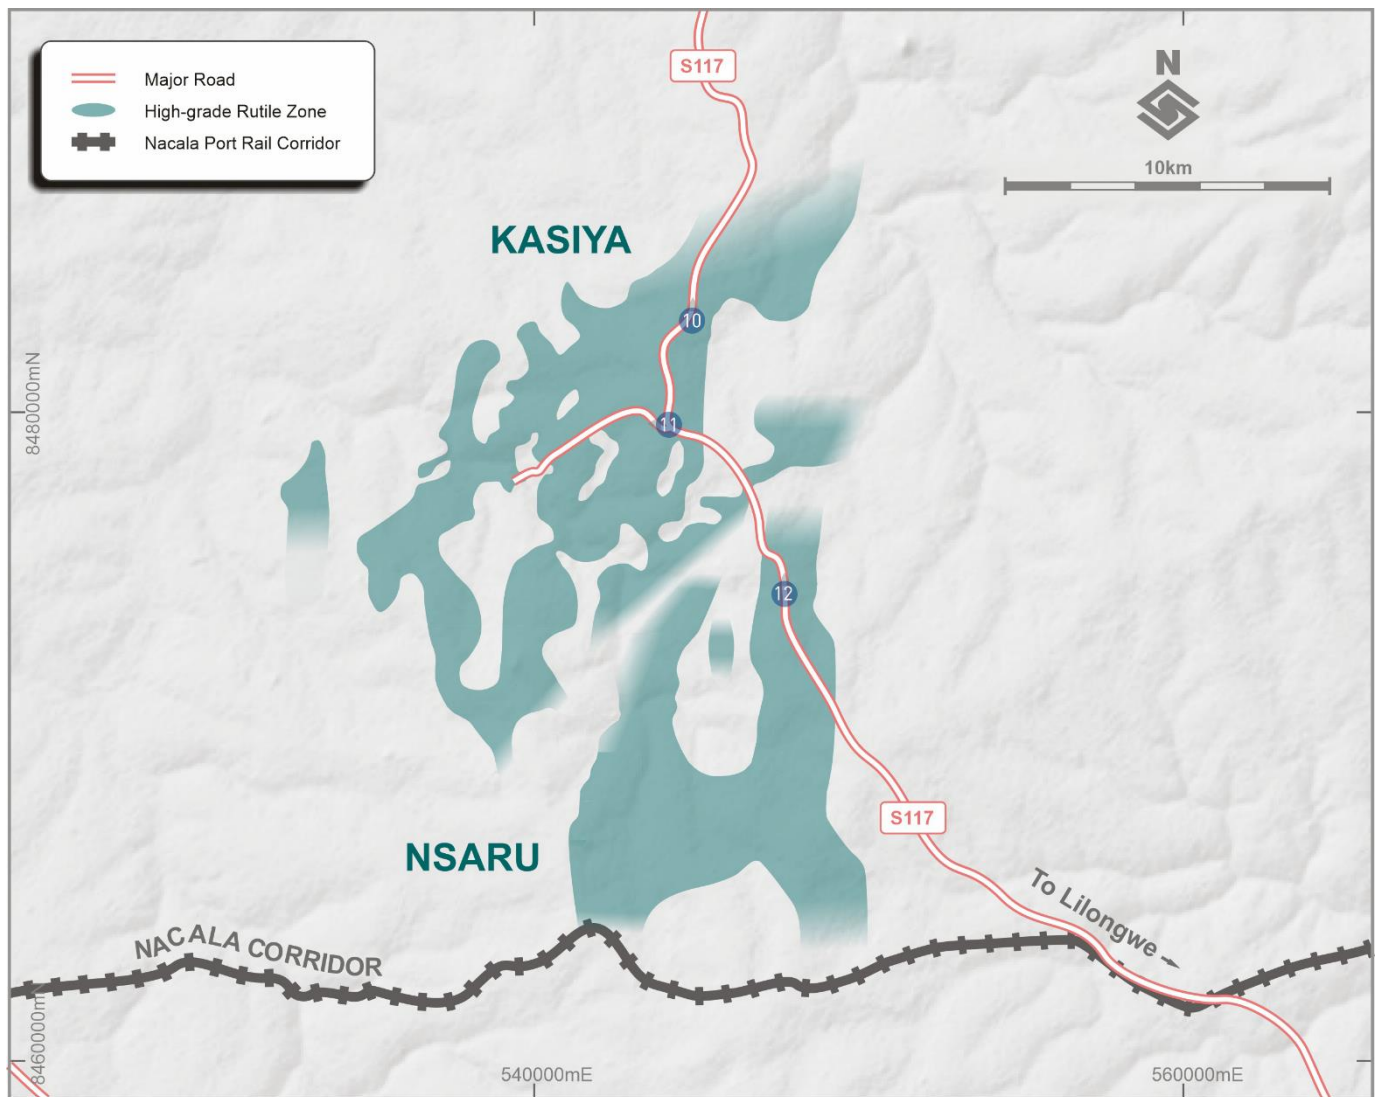 S117
Major Road
High-grade Rutile Zone
Nacala Port Rail Corridor
N
10km
KASIYA
10
8480000mN
11
12
S117
NSARU
To Lilongwe
NACALA CORRIDOR
8460000mN
540000mE
560000mE